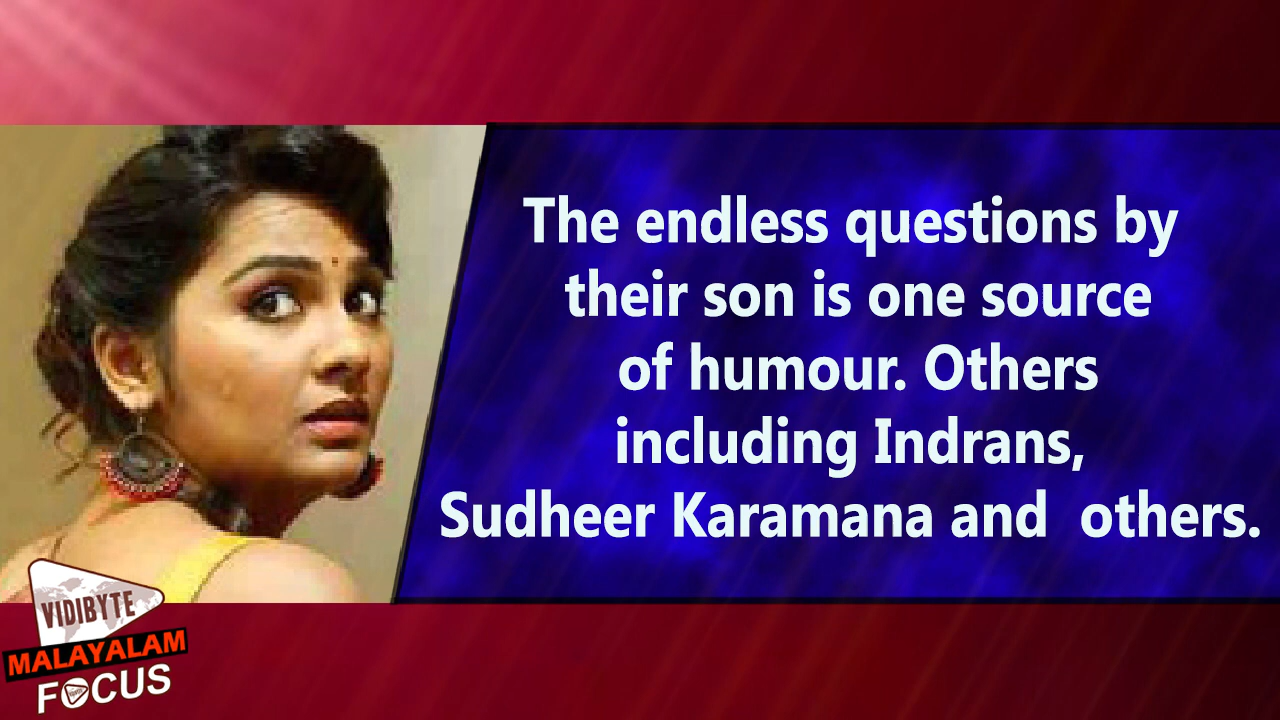 The endless questions by
their son is one source
of humour. Others
including Indrans,
Sudheer Karamana and others.
VIDIBYTE
MALAYALAM
FOCUS